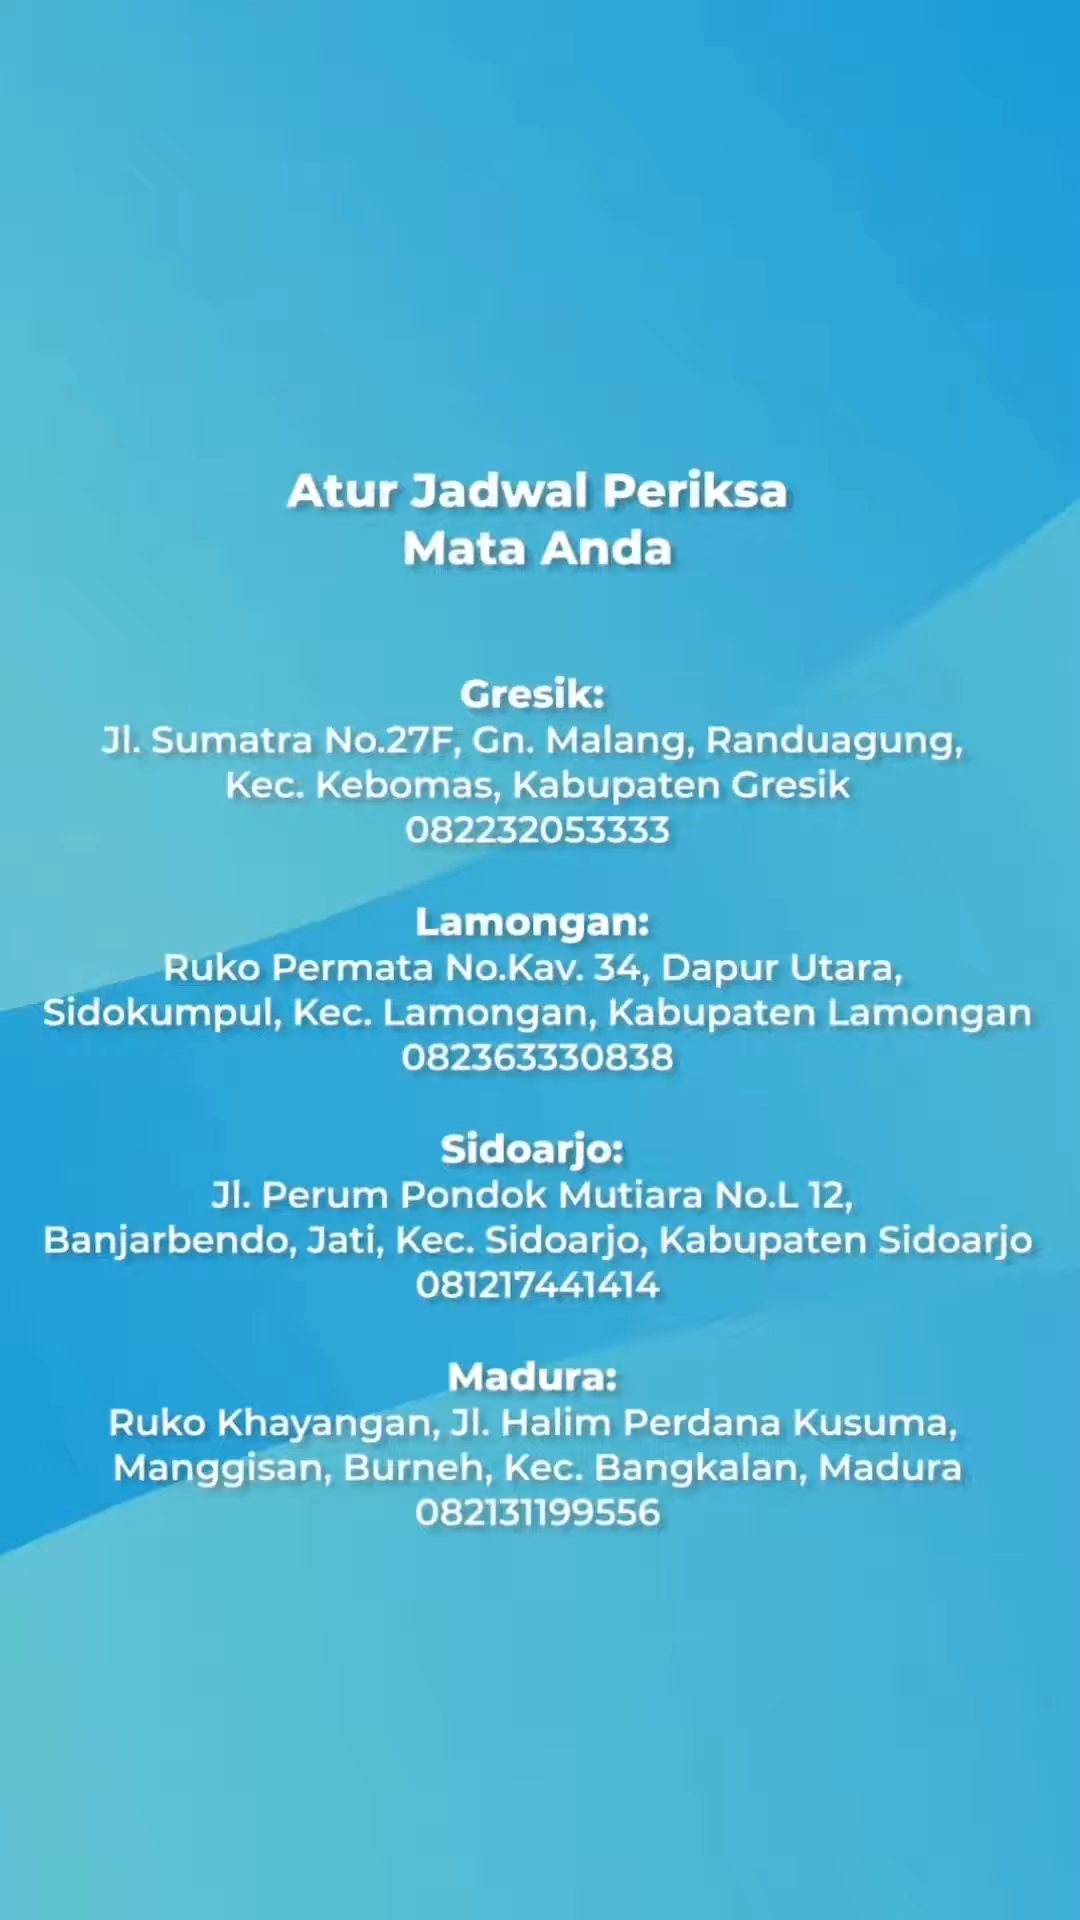 Atur Jadwal Periksa
Mata Anda
Gresik:
Jl. Sumatra No.27F, Gn. Malang, Randuagung,
Kec. Kebomas, Kabupaten Gresik
082232053333
Lamongan:
Ruko Permata No.Kav. 34, Dapur Utara,
Sidokumpul, Kec. Lamongan, Kabupaten Lamongan
082363330838
Sidoarjo:
Jl. Perum Pondok Mutiara No.L 12,
Banjarbendo, Jati, Kec. Sidoarjo, Kabupaten Sidoarjo
081217441414
Madura:
Ruko Khayangan, Jl. Halim Perdana Kusuma,
Manggisan, Burneh, Kec. Bangkalan, Madura
082131199556